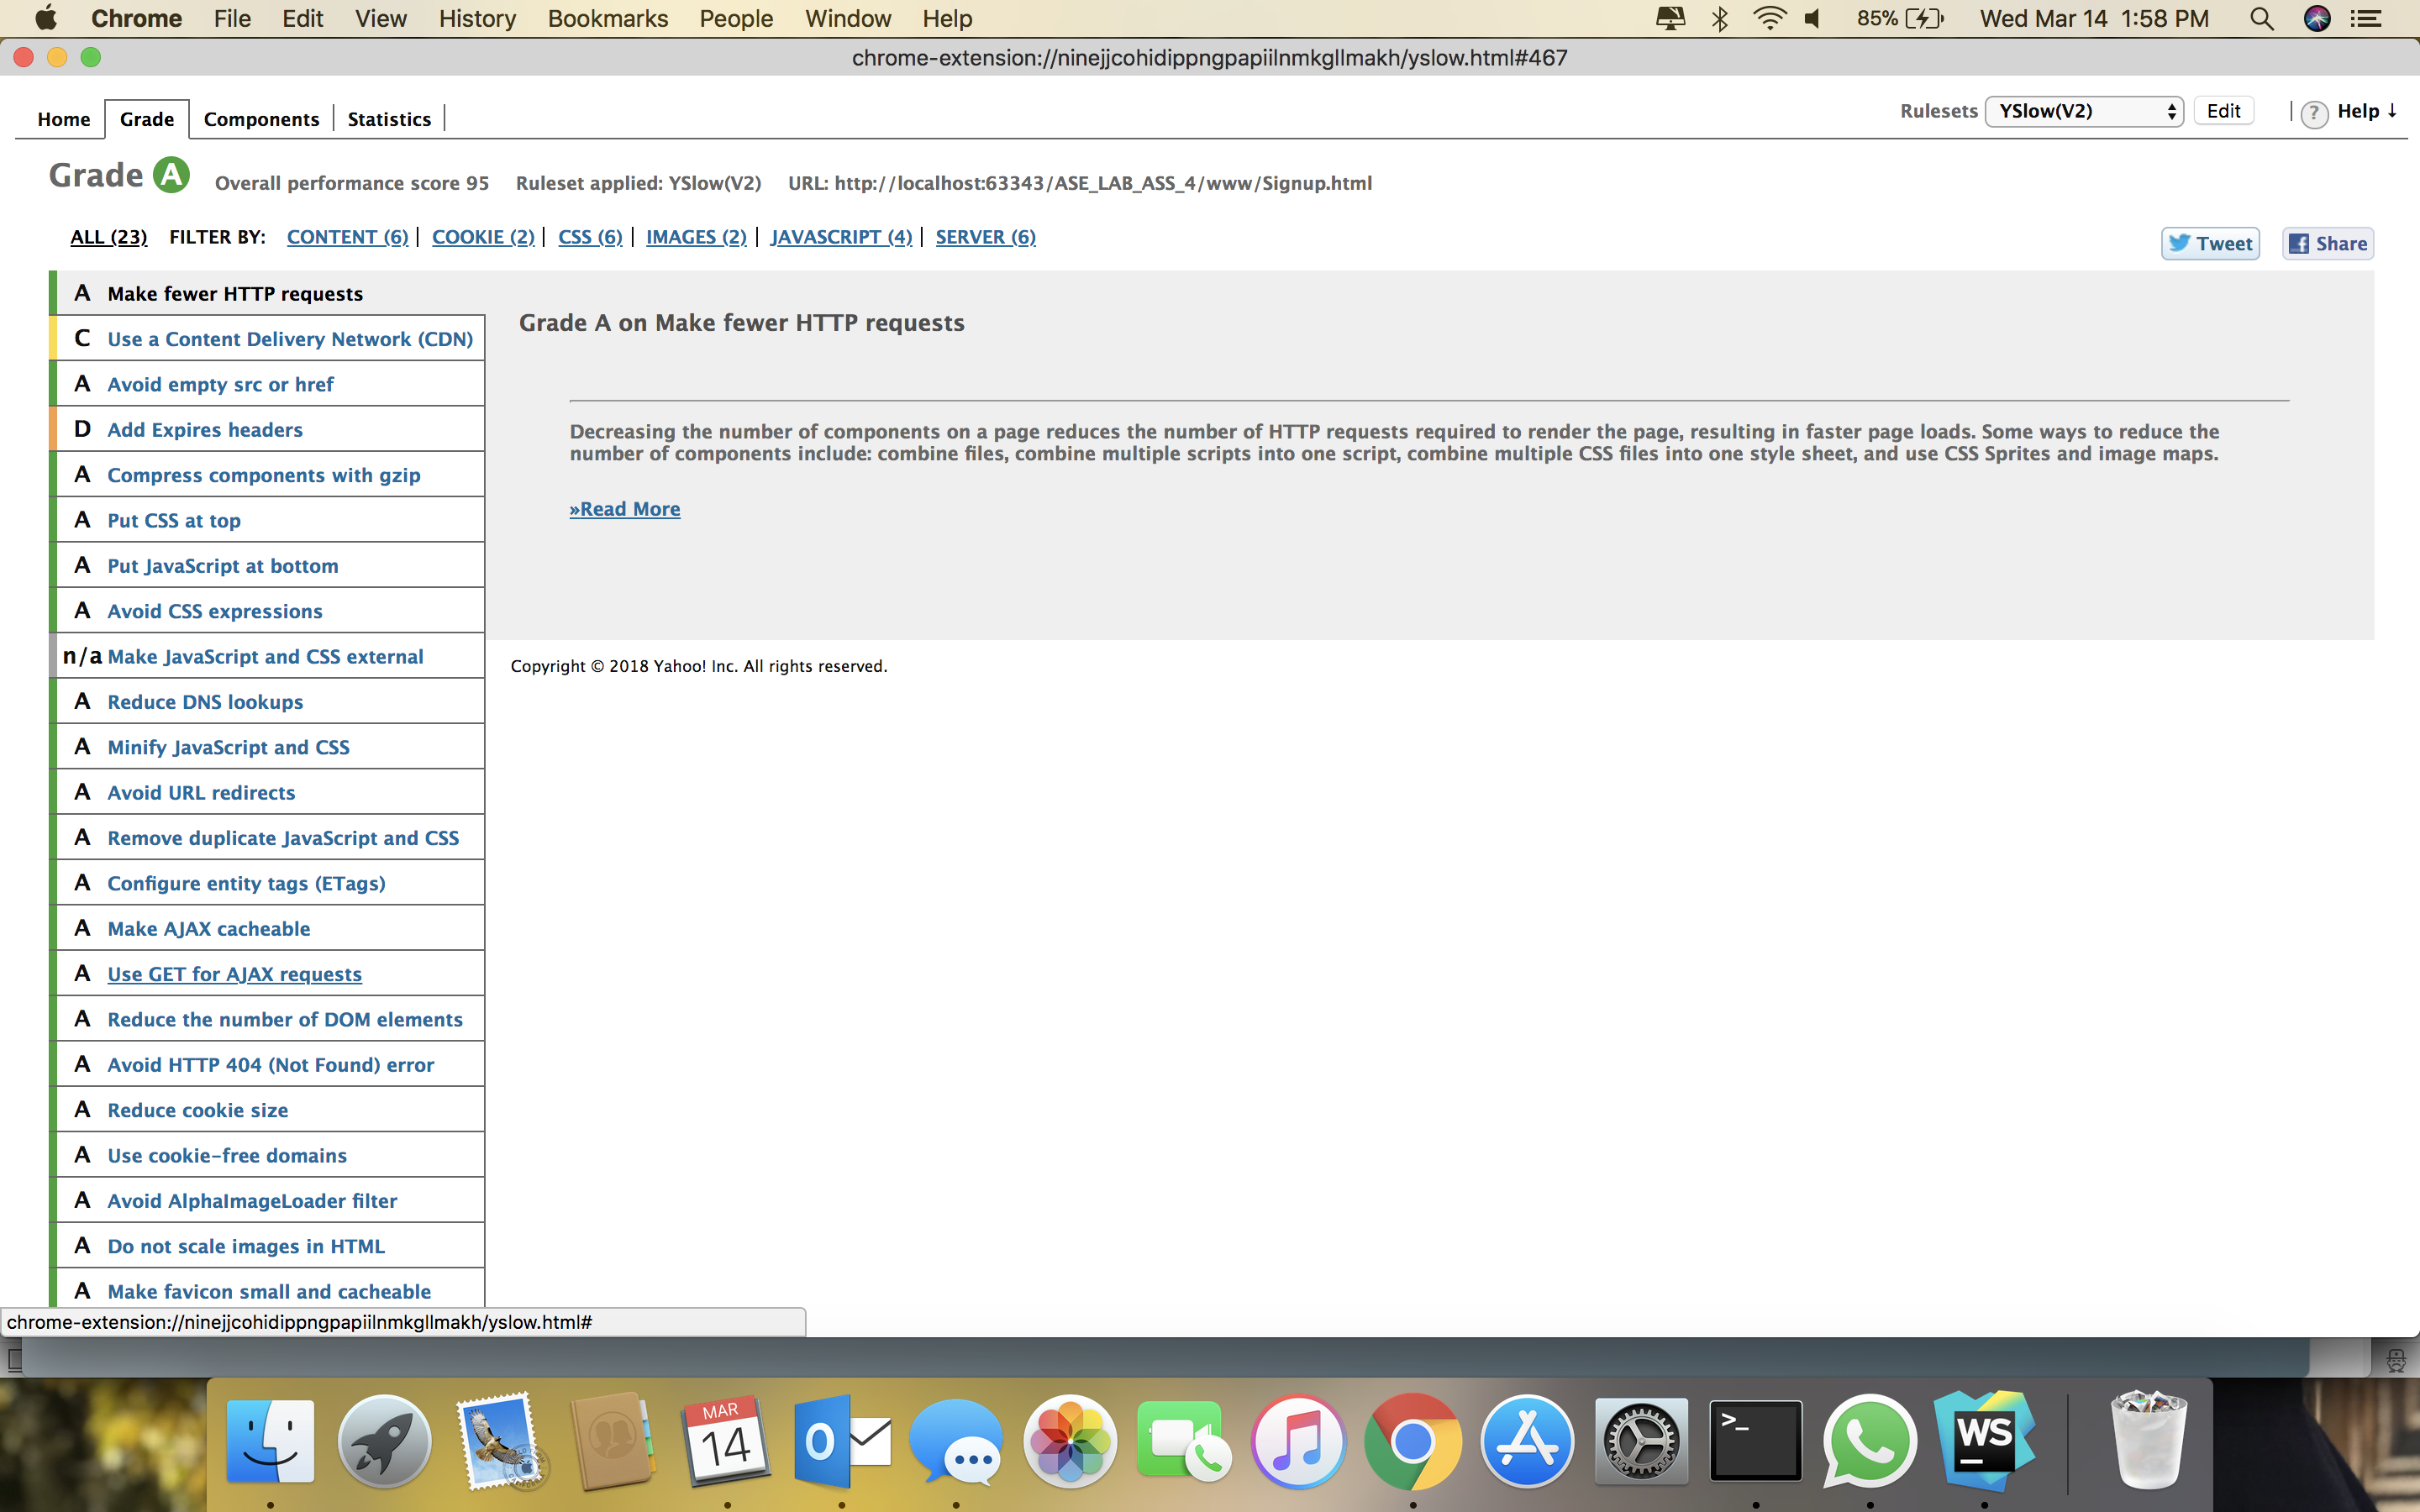 Chrome File Edit View History Bookmarks People Window Help 85% Wed Mar 14 1:58 PM
chrome-extension://ninejjcohidippngpapiilnmkgllmakh/yslow.html#467
Home Grade Components Statistics Rulesets YSlow(V2) Edit | ? Help ↓
Grade A Overall performance score 95 Ruleset applied: YSlow(V2) URL: http://localhost:63343/ASE_LAB_ASS_4/www/Signup.html
ALL (23) FILTER BY: CONTENT (6) | COOKIE (2) | CSS (6) | IMAGES (2) | JAVASCRIPT (4) | SERVER (6)
Tweet Share
A Make fewer HTTP requests
C Use a Content Delivery Network (CDN)
A Avoid empty src or href
D Add Expires headers
A Compress components with gzip
A Put CSS at top
A Put JavaScript at bottom
A Avoid CSS expressions
n/a Make JavaScript and CSS external
A Reduce DNS lookups
A Minify JavaScript and CSS
A Avoid URL redirects
A Remove duplicate JavaScript and CSS
A Configure entity tags (ETags)
A Make AJAX cacheable
A Use GET for AJAX requests
A Reduce the number of DOM elements
A Avoid HTTP 404 (Not Found) error
A Reduce cookie size
A Use cookie-free domains
A Avoid AlphaImageLoader filter
A Do not scale images in HTML
A Make favicon small and cacheable
Grade A on Make fewer HTTP requests
Decreasing the number of components on a page reduces the number of HTTP requests required to render the page, resulting in faster page loads. Some ways to reduce the
number of components include: combine files, combine multiple scripts into one script, combine multiple CSS files into one style sheet, and use CSS Sprites and image maps.
»Read More
Copyright © 2018 Yahoo! Inc. All rights reserved.
chrome-extension://ninejjcohidippngpapiilnmkgllmakh/yslow.html#
MAR
14
O
>_
WS